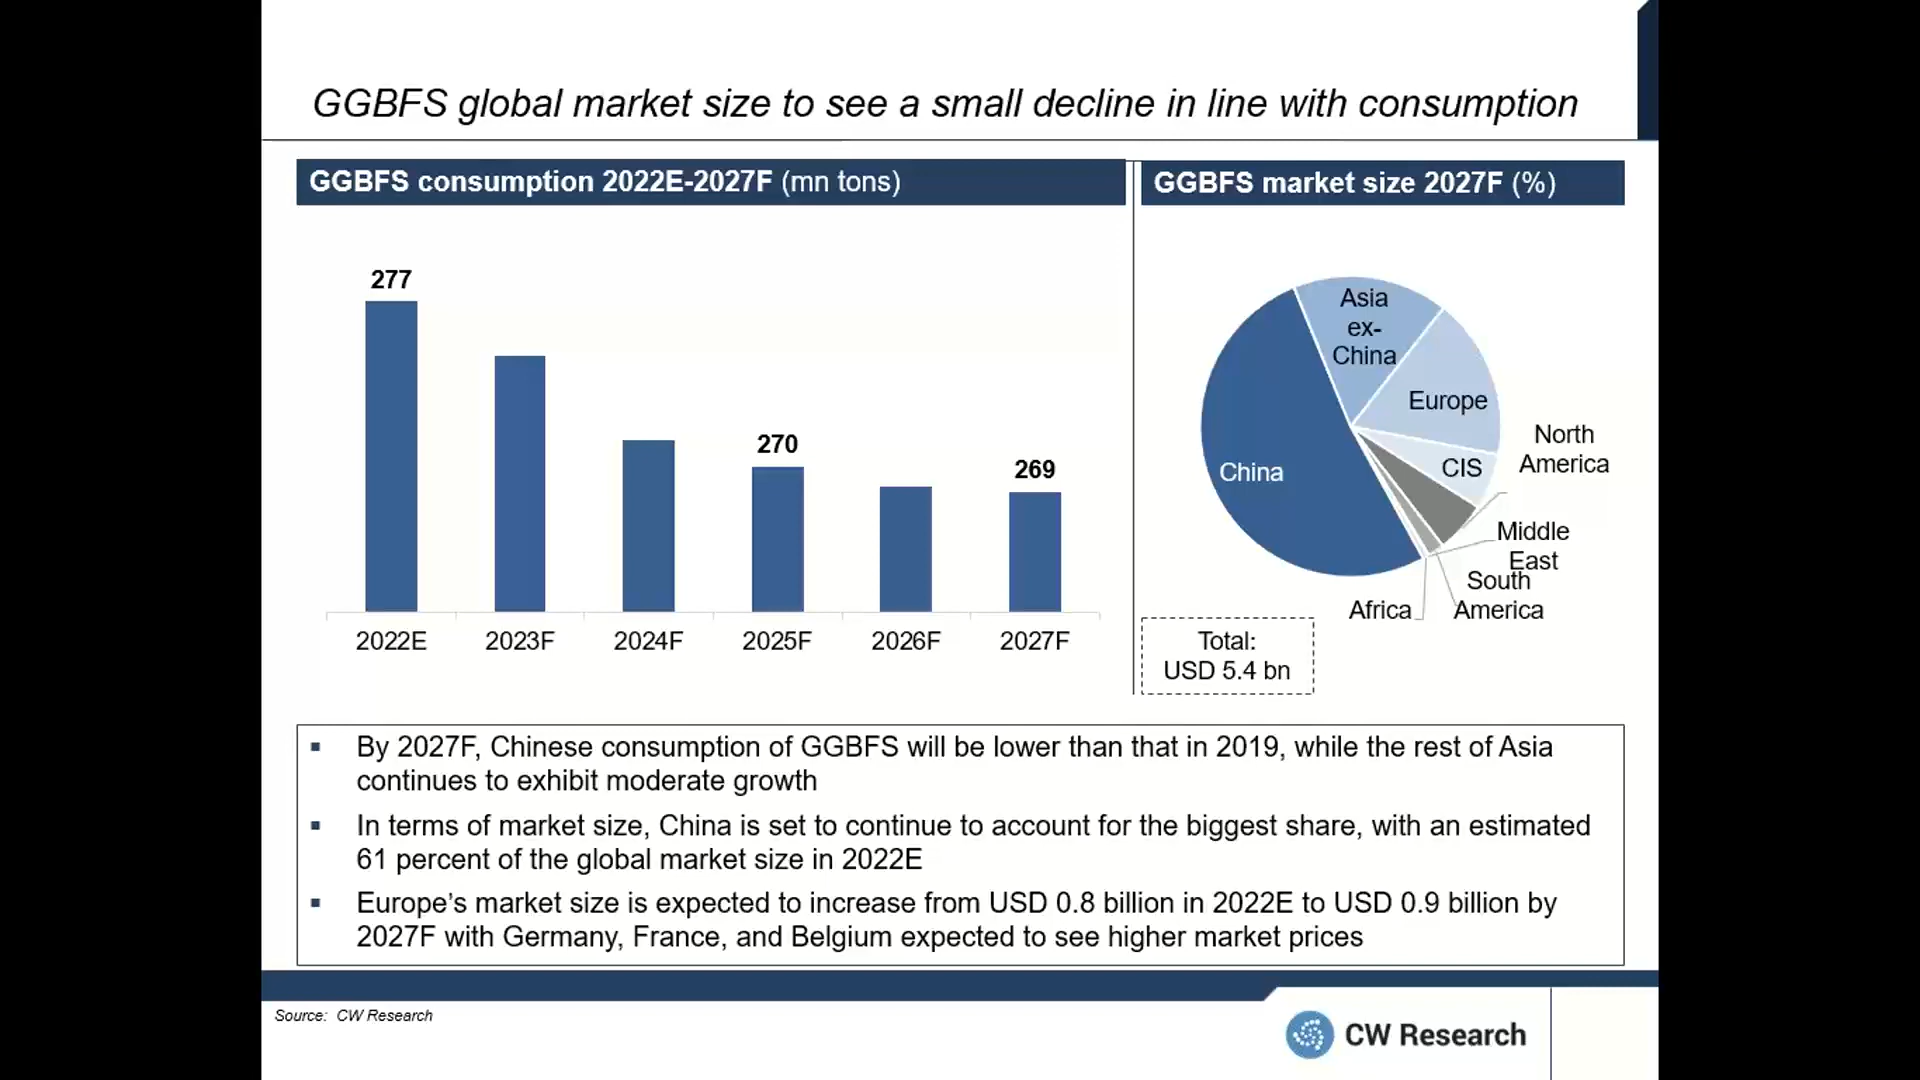 GGBFS global market size to see a small decline in line with consumption
GGBFS consumption 2022E-2027F (mn tons)
277
270
269
2022E
2023F
2024F
2025F
2026F
2027F
GGBFS market size 2027F (%)
Asia
ex-
China
Europe
North
America
CIS
China
Middle
East
South
America
Africa
Total:
USD 5.4 bn
▪ By 2027F, Chinese consumption of GGBFS will be lower than that in 2019, while the rest of Asia
continues to exhibit moderate growth
▪ In terms of market size, China is set to continue to account for the biggest share, with an estimated
61 percent of the global market size in 2022E
▪ Europe’s market size is expected to increase from USD 0.8 billion in 2022E to USD 0.9 billion by
2027F with Germany, France, and Belgium expected to see higher market prices
Source: CW Research
CW Research